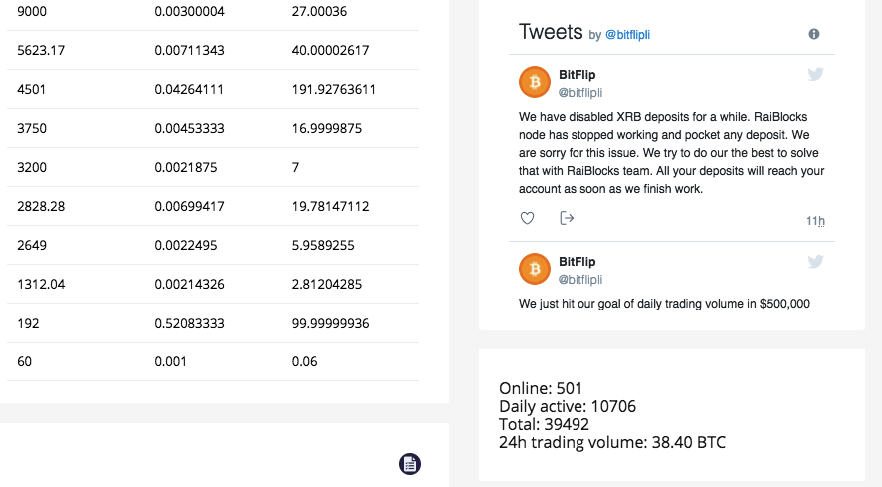 9000 0.00300004 27.00036
5623.17 0.00711343 40.00002617
4501 0.04264111 191.92763611
3750 0.00453333 16.9999875
3200 0.0021875 7
2828.28 0.00699417 19.78147112
2649 0.0022495 5.9589255
1312.04 0.00214326 2.81204285
192 0.52083333 99.99999936
60 0.001 0.06
Tweets by @bitflipli
BitFlip
@bitflipli
We have disabled XRB deposits for a while. RaiBlocks
node has stopped working and pocket any deposit. We
are sorry for this issue. We try to do our the best to solve
that with RaiBlocks team. All your deposits will reach your
account as soon as we finish work.
11h
BitFlip
@bitflipli
We just hit our goal of daily trading volume in $500,000
Online: 501
Daily active: 10706
Total: 39492
24h trading volume: 38.40 BTC